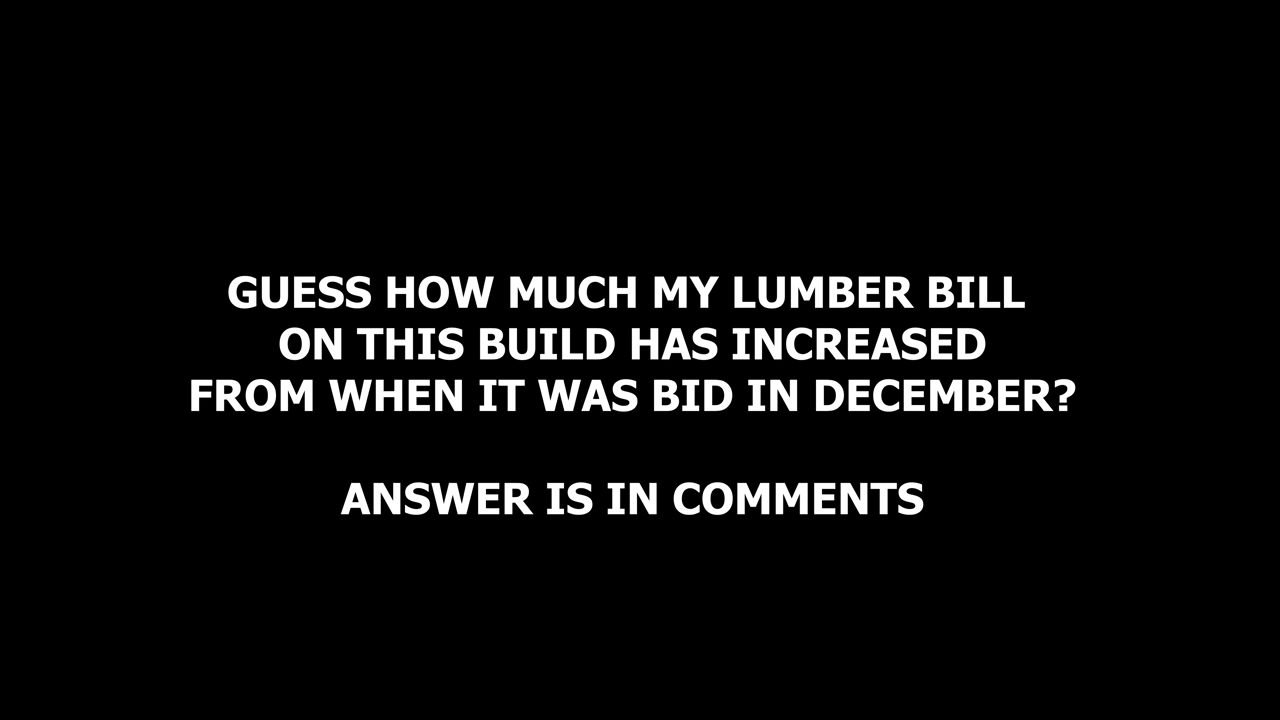 GUESS HOW MUCH MY LUMBER BILL
ON THIS BUILD HAS INCREASED
FROM WHEN IT WAS BID IN DECEMBER?
ANSWER IS IN COMMENTS